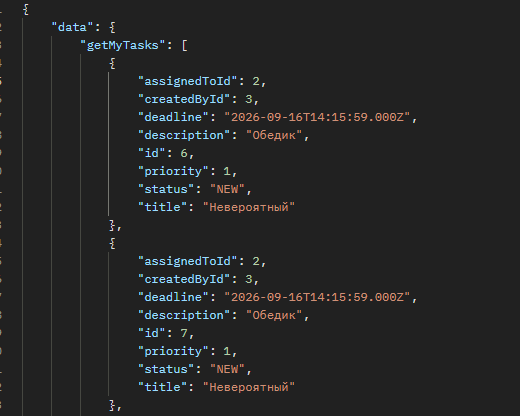 {
"data": {
"getMyTasks": [
{
"assignedToId": 2,
"createdById": 3,
"deadline": "2026-09-16T14:15:59.000Z",
"description": "Обедик",
"id": 6,
"priority": 1,
"status": "NEW",
"title": "Невероятный"
},
{
"assignedToId": 2,
"createdById": 3,
"deadline": "2026-09-16T14:15:59.000Z",
"description": "Обедик",
"id": 7,
"priority": 1,
"status": "NEW",
"title": "Невероятный"
},